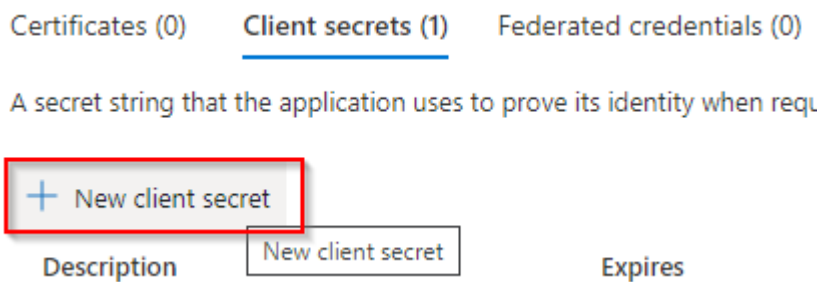 Certificates (0) Client secrets (1) Federated credentials (0)
A secret string that the application uses to prove its identity when
New client secret
New client secret
Description Expires